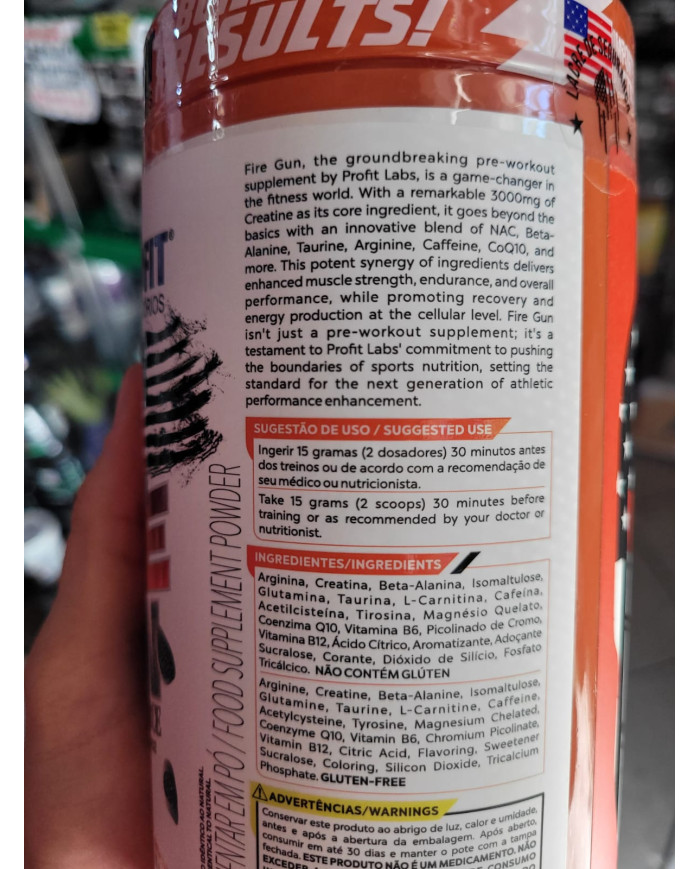 RESULTS!
LACRE DE SEGURANÇA
Fire Gun, the groundbreaking pre-workout
supplement by Profit Labs, is a game-changer in
the fitness world. With a remarkable 3000mg of
Creatine as its core ingredient, it goes beyond the
basics with an innovative blend of NAC, Beta-
Alanine, Taurine, Arginine, Caffeine, CoQ10, and
more. This potent synergy of ingredients delivers
enhanced muscle strength, endurance, and overall
performance, while promoting recovery and
energy production at the cellular level. Fire Gun
isn't just a pre-workout supplement; it's a
testament to Profit Labs' commitment to pushing
the boundaries of sports nutrition, setting the
standard for the next generation of athletic
performance enhancement.
SUGESTÃO DE USO / SUGGESTED USE
Ingerir 15 gramas (2 dosadores) 30 minutos antes
dos treinos ou de acordo com a recomendação de
seu médico ou nutricionista.
Take 15 grams (2 scoops) 30 minutes before
training or as recommended by your doctor or
nutritionist.
INGREDIENTES/INGREDIENTS
Arginina, Creatina, Beta-Alanina, Isomaltulose,
Glutamina, Taurina, L-Carnitina, Cafeína,
Acetilcisteína, Tirosina, Magnésio Quelato,
Coenzima Q10, Vitamina B6, Picolinado de Cromo,
Vitamina B12, Ácido Cítrico, Aromatizante, Adoçante
Sucralose, Corante, Dióxido de Silício, Fosfato
Tricálcico. NÃO CONTÉM GLÚTEN
Arginine, Creatine, Beta-Alanine, Isomaltulose,
Glutamine, Taurine, L-Carnitine, Caffeine,
Acetylcysteine, Tyrosine, Magnesium Chelated,
Coenzyme Q10, Vitamin B6, Chromium Picolinate,
Vitamin B12, Citric Acid, Flavoring, Sweetener
Sucralose, Coloring, Silicon Dioxide, Tricalcium
Phosphate. GLUTEN-FREE
ADVERTÊNCIAS/WARNINGS
Conservar este produto ao abrigo de luz, calor e umidade,
antes e após a abertura da embalagem. Após aberto,
consumir em até 30 dias e manter o pote com a tampa
fechada. ESTE PRODUTO NÃO É UM MEDICAMENTO. NÃO
EXCEDER
CONSUMO
EM PÓ / FOOD SUPPLEMENT POWDER
IDÊNTICO AO NATURAL
IDENTICAL TO NATURAL